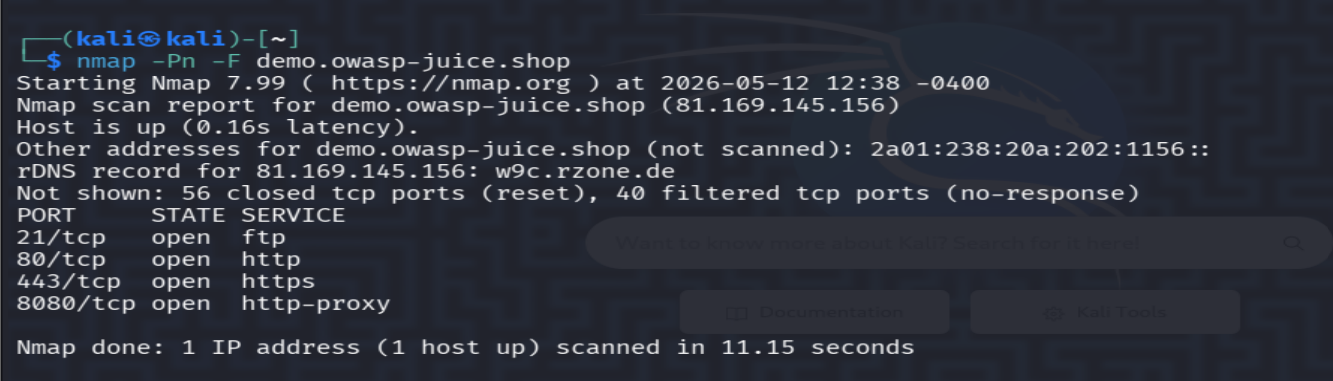 ┌──(kali㉿kali)-[~]
└─$ nmap -Pn -F demo.owasp-juice.shop
Starting Nmap 7.99 ( https://nmap.org ) at 2026-05-12 12:38 -0400
Nmap scan report for demo.owasp-juice.shop (81.169.145.156)
Host is up (0.16s latency).
Other addresses for demo.owasp-juice.shop (not scanned): 2a01:238:20a:202:1156::
rDNS record for 81.169.145.156: w9c.rzone.de
Not shown: 56 closed tcp ports (reset), 40 filtered tcp ports (no-response)
PORT     STATE SERVICE
21/tcp   open  ftp
80/tcp   open  http
443/tcp  open  https
8080/tcp open  http-proxy
Want to know more about Kali? Search for it here!
Documentation
Kali Tools
Nmap done: 1 IP address (1 host up) scanned in 11.15 seconds